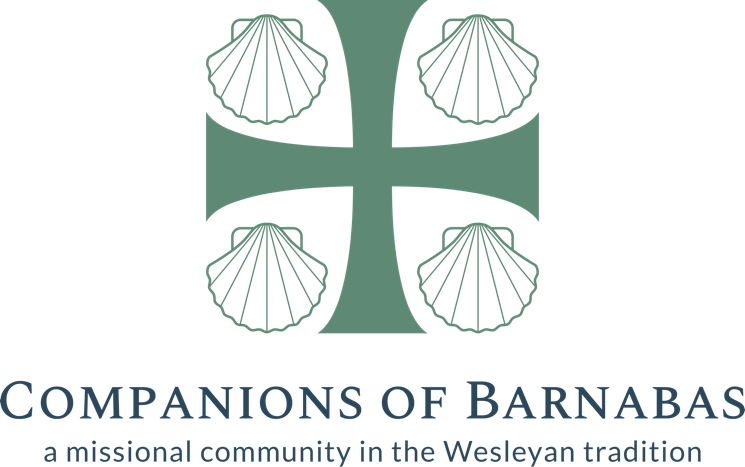 COMPANIONS OF BARNABAS
a missional community in the Wesleyan tradition